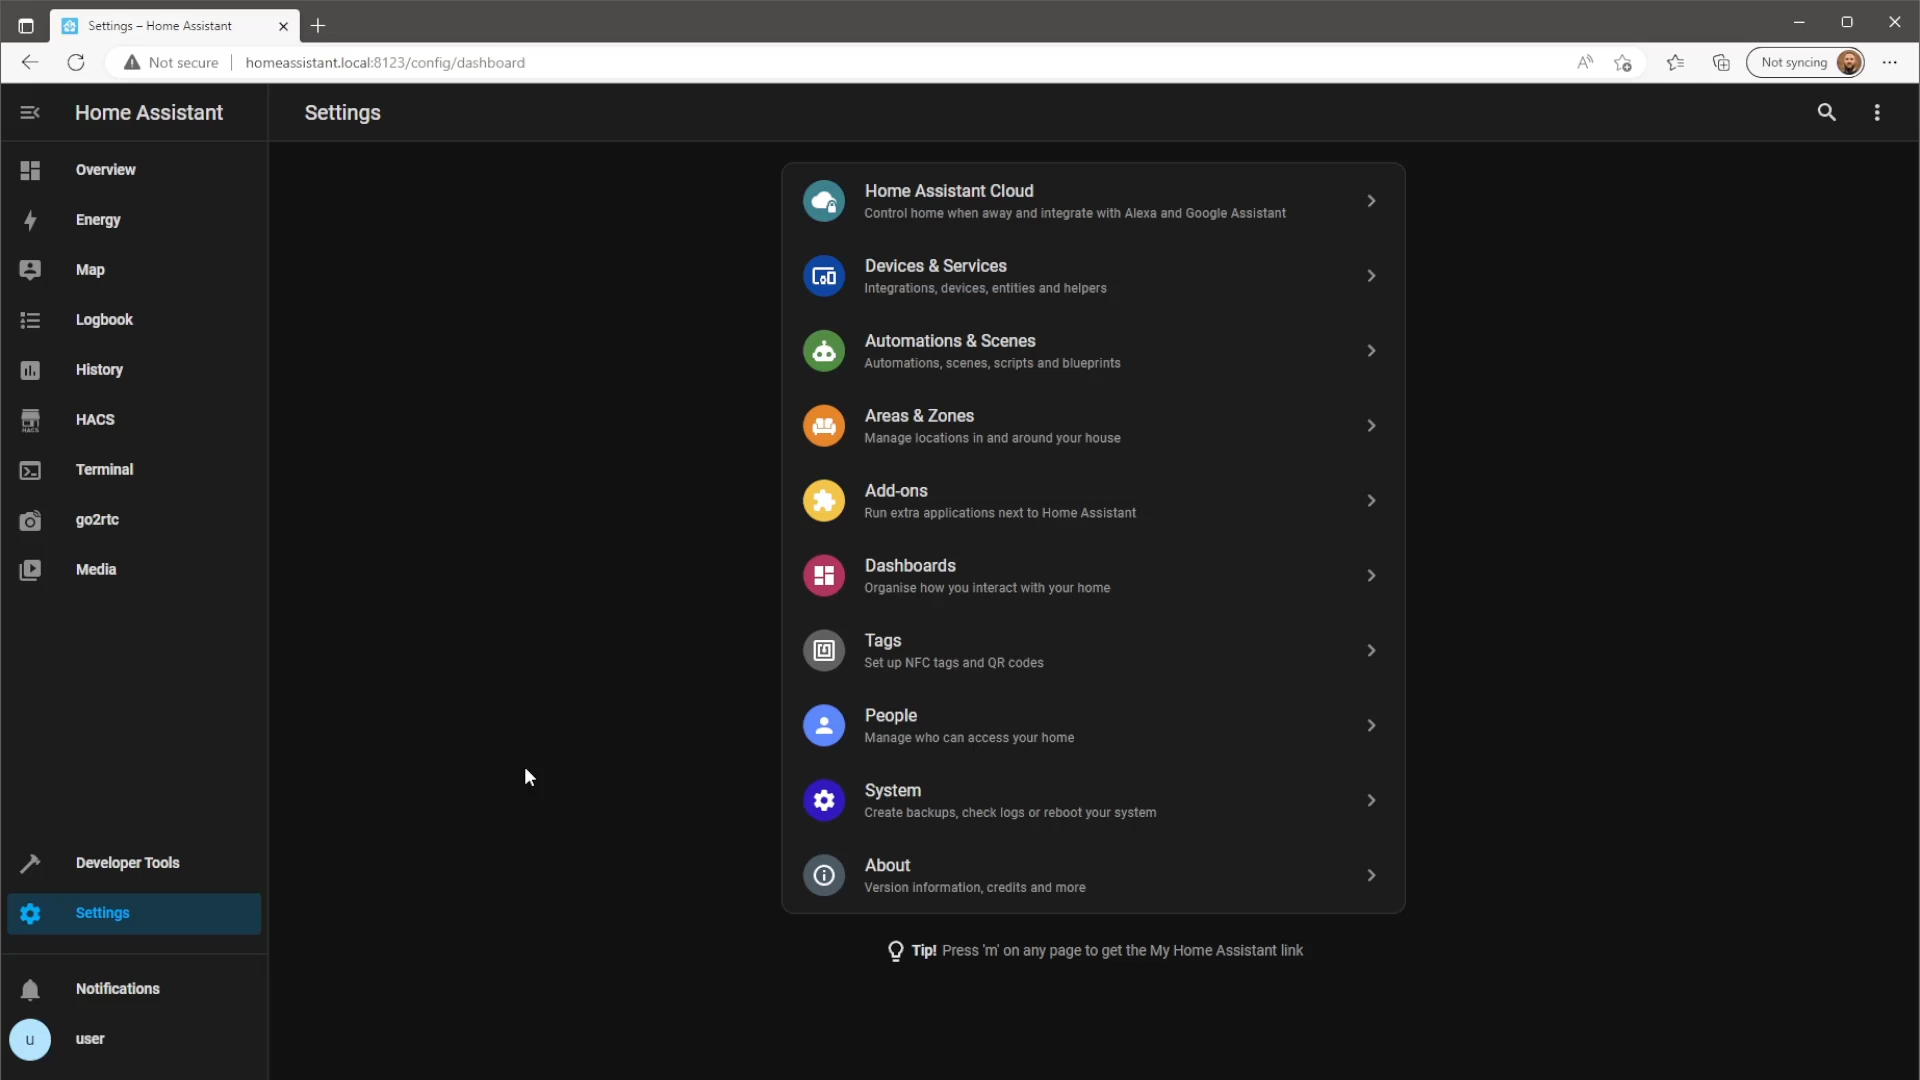 Settings – Home Assistant
Not secure
homeassistant.local:8123/config/dashboard
Not syncing
Home Assistant
Settings
Overview
Energy
Map
Logbook
History
HACS
Terminal
go2rtc
Media
Developer Tools
Settings
Notifications
u
user
Home Assistant Cloud
Control home when away and integrate with Alexa and Google Assistant
Devices & Services
Integrations, devices, entities and helpers
Automations & Scenes
Automations, scenes, scripts and blueprints
Areas & Zones
Manage locations in and around your house
Add-ons
Run extra applications next to Home Assistant
Dashboards
Organise how you interact with your home
Tags
Set up NFC tags and QR codes
People
Manage who can access your home
System
Create backups, check logs or reboot your system
About
Version information, credits and more
Tip! Press 'm' on any page to get the My Home Assistant link